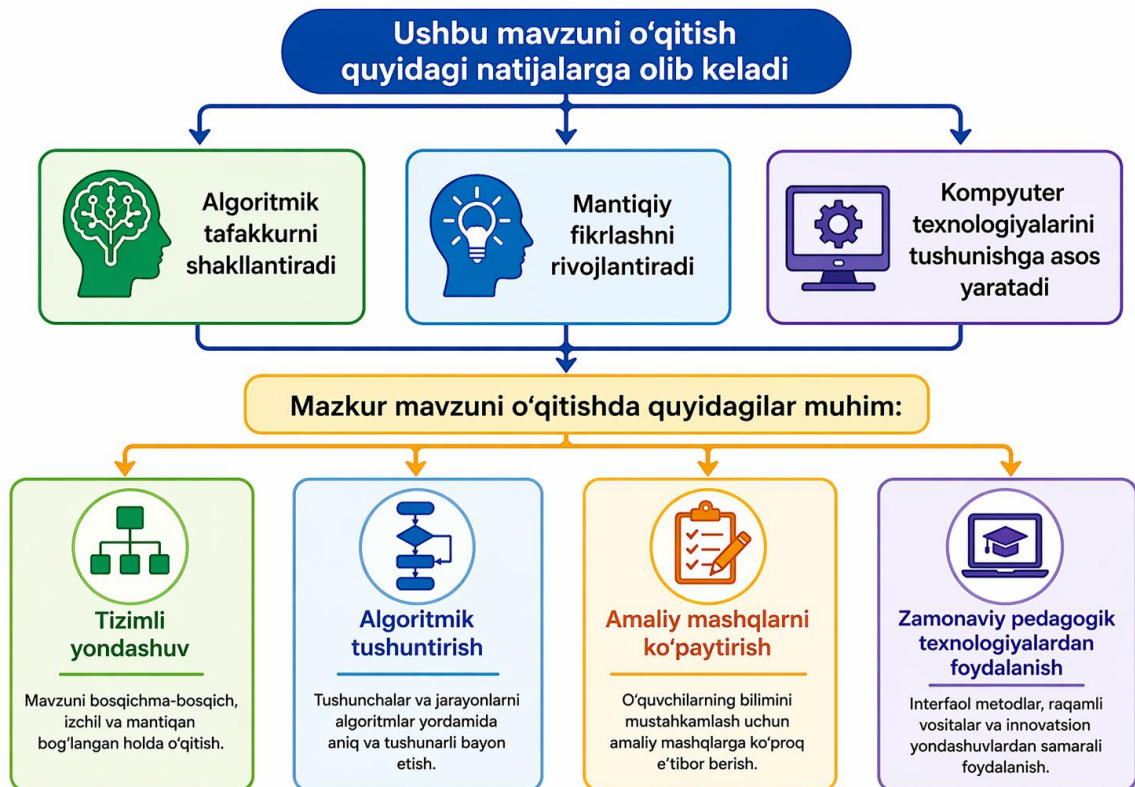 Ushbu mavzuni o‘qitish
quyidagi natijalarga olib keladi
Algoritmik
tafakkurni
shakllantiradi
Mantiqiy
fikrlashni
rivojlantiradi
Kompyuter
texnologiyalarini
tushunishga asos
yaratadi
Mazkur mavzuni o‘qitishda quyidagilar muhim:
Tizimli
yondashuv
Mavzuni bosqichma-bosqich,
izchil va mantiqan
bog‘langan holda o‘qitish.
Algoritmik
tushuntirish
Tushunchalar va jarayonlarni
algoritmlar yordamida
aniq va tushunarli bayon
etish.
Amaliy mashqlarni
ko‘paytirish
O‘quvchilarning bilimini
mustahkamlash uchun
amaliy mashqlarga ko‘proq
e’tibor berish.
Zamonaviy pedagogik
texnologiyalardan
foydalanish
Interfaol metodlar, raqamli
vositalar va innovatsion
yondashuvlardan samarali
foydalanish.